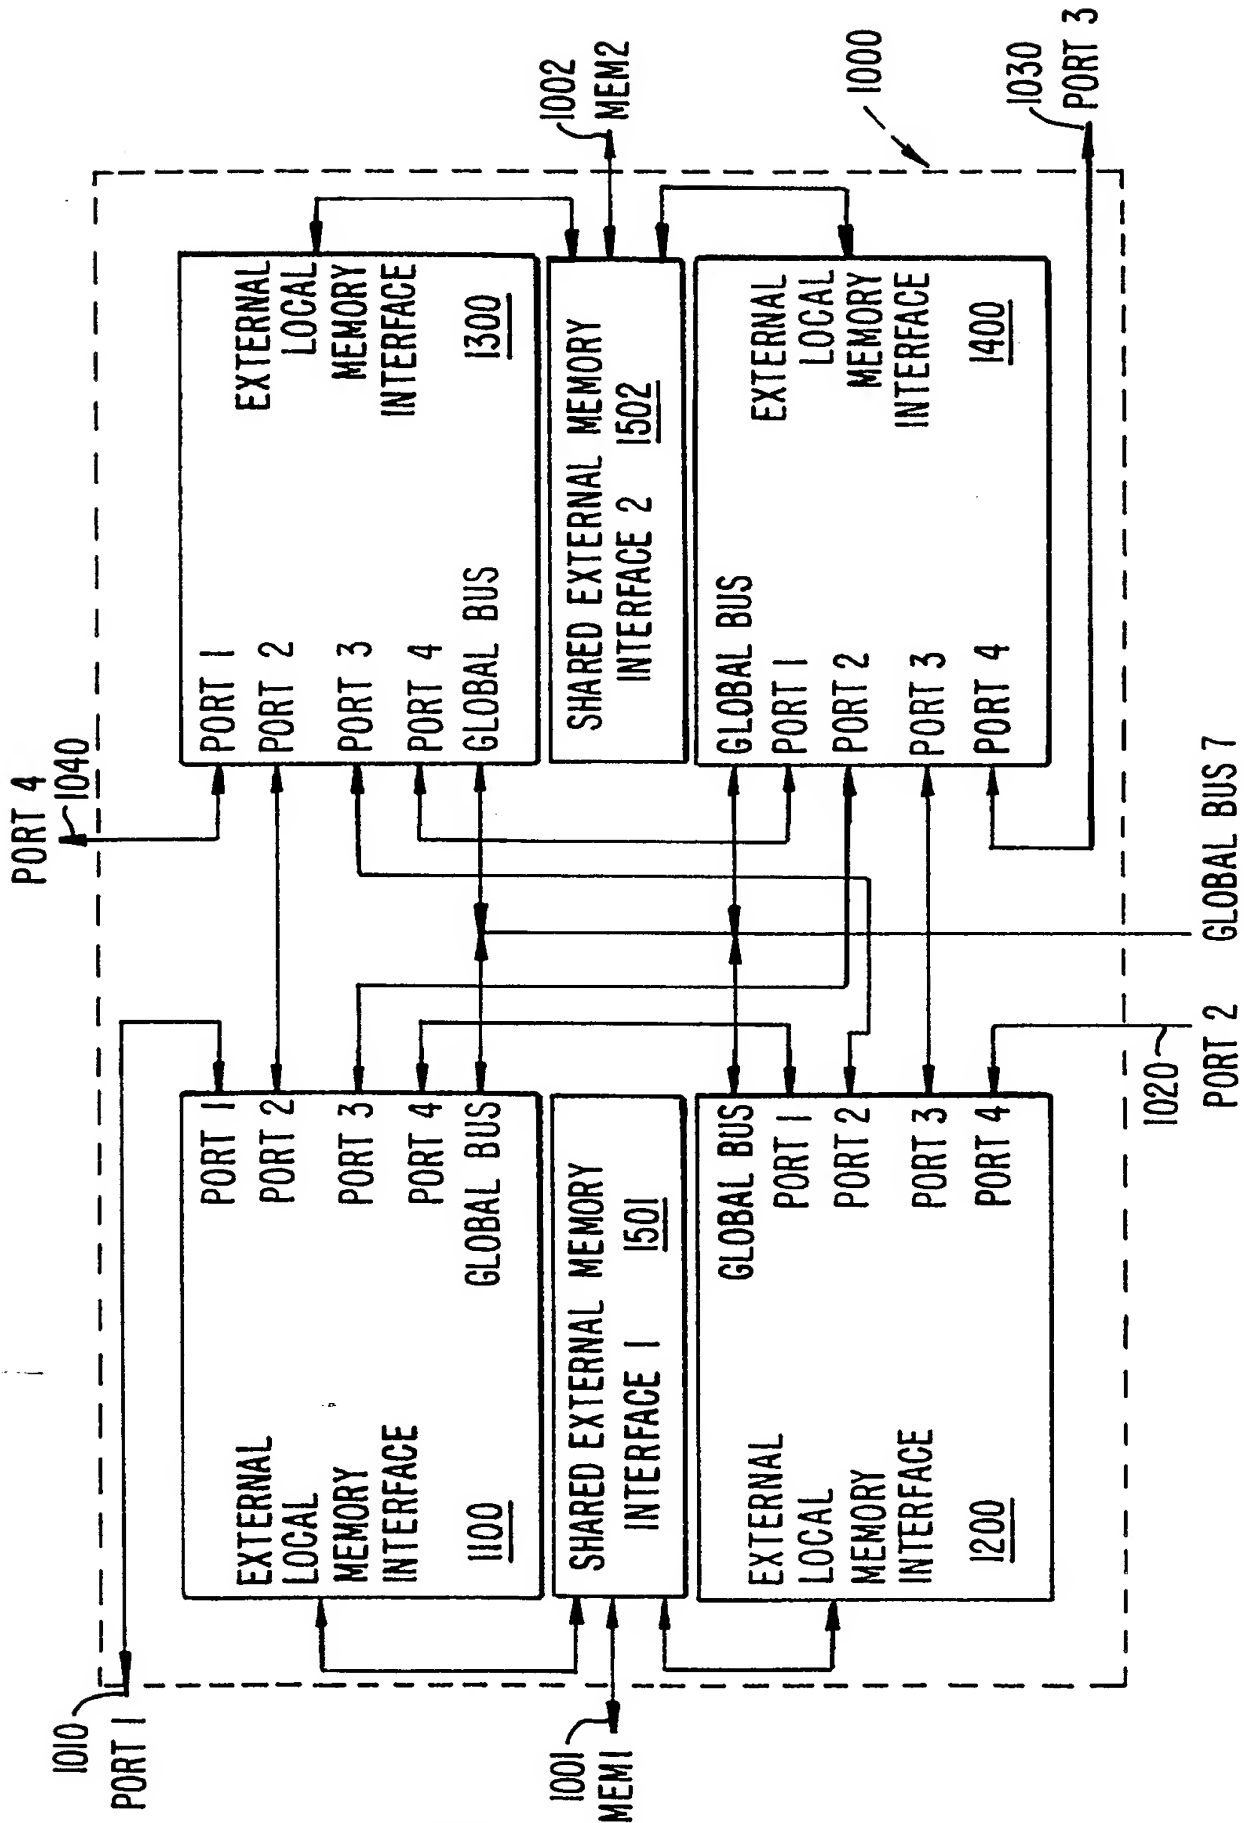 PORT 4
1040
1010
PORT 1
PORT 1
PORT 2
PORT 3
PORT 4
GLOBAL BUS
EXTERNAL
LOCAL
MEMORY
INTERFACE
1100
PORT 1
PORT 2
PORT 3
PORT 4
GLOBAL BUS
EXTERNAL
LOCAL
MEMORY
INTERFACE
1300
1001
MEM1
SHARED EXTERNAL MEMORY
INTERFACE 1 1501
SHARED EXTERNAL MEMORY
INTERFACE 2 1502
1002
MEM2
GLOBAL BUS
PORT 1
PORT 2
PORT 3
PORT 4
EXTERNAL
LOCAL
MEMORY
INTERFACE
1200
GLOBAL BUS
PORT 1
PORT 2
PORT 3
PORT 4
EXTERNAL
LOCAL
MEMORY
INTERFACE
1400
1000
1030
PORT 3
1020
PORT 2
GLOBAL BUS 7